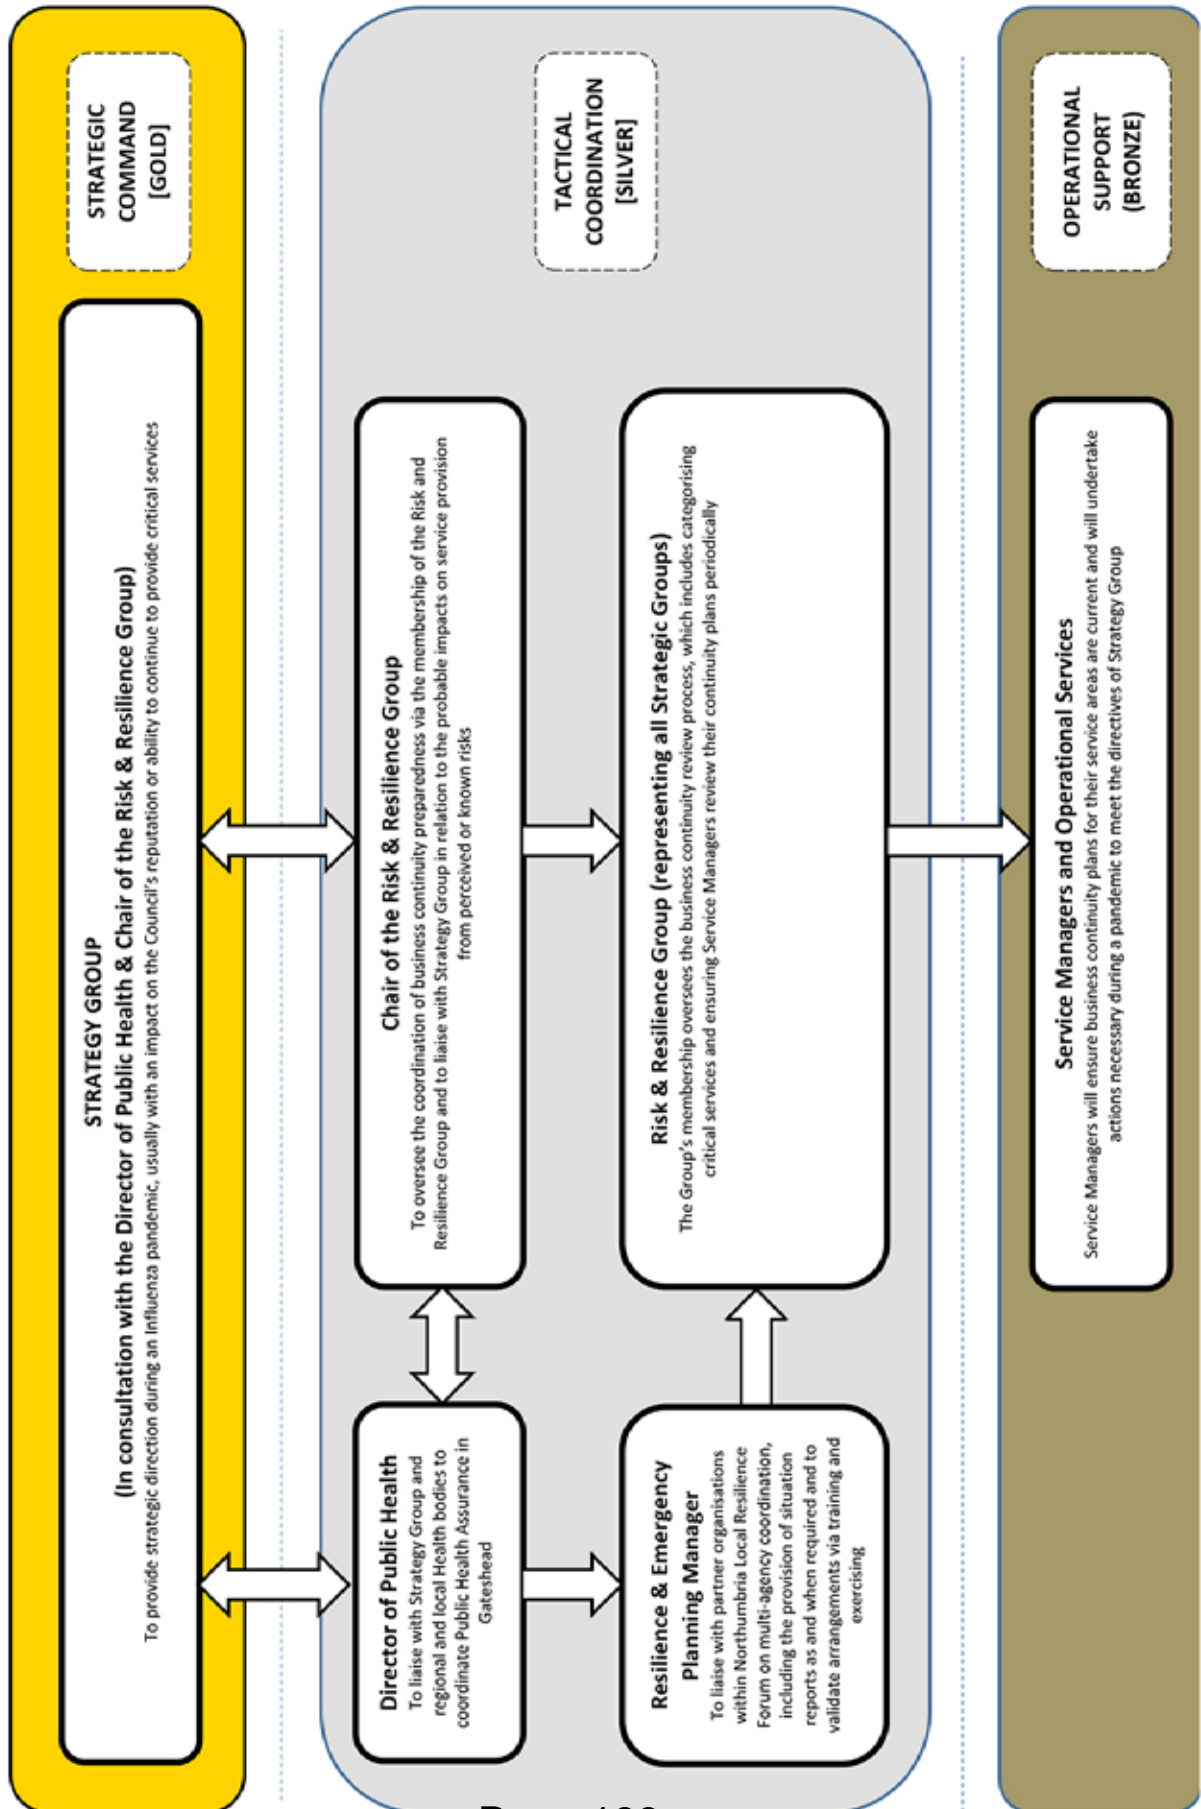 STRATEGY GROUP
(In consultation with the Director of Public Health & Chair of the Risk & Resilience Group)
To provide strategic direction during an Influenza pandemic, usually with an impact on the Council's reputation or ability to continue to provide critical services
STRATEGIC
COMMAND
[GOLD]
Director of Public Health
To liaise with Strategy Group and
regional and local Health bodies to
coordinate Public Health Assurance in
Gateshead
Chair of the Risk & Resilience Group
To oversee the coordination of business continuity preparedness via the membership of the Risk and
Resilience Group and to liaise with Strategy Group in relation to the probable impacts on service provision
from perceived or known risks
TACTICAL
COORDINATION
[SILVER]
Resilience & Emergency
Planning Manager
To liaise with partner organisations
within Northumbria Local Resilience
Forum on multi-agency coordination,
including the provision of situation
reports as and when required and to
validate arrangements via training and
exercising
Risk & Resilience Group (representing all Strategic Groups)
The Group's membership oversees the business continuity review process, which includes categorising
critical services and ensuring Service Managers review their continuity plans periodically
Service Managers and Operational Services
Service Managers will ensure business continuity plans for their service areas are current and will undertake
actions necessary during a pandemic to meet the directives of Strategy Group
OPERATIONAL
SUPPORT
(BRONZE)